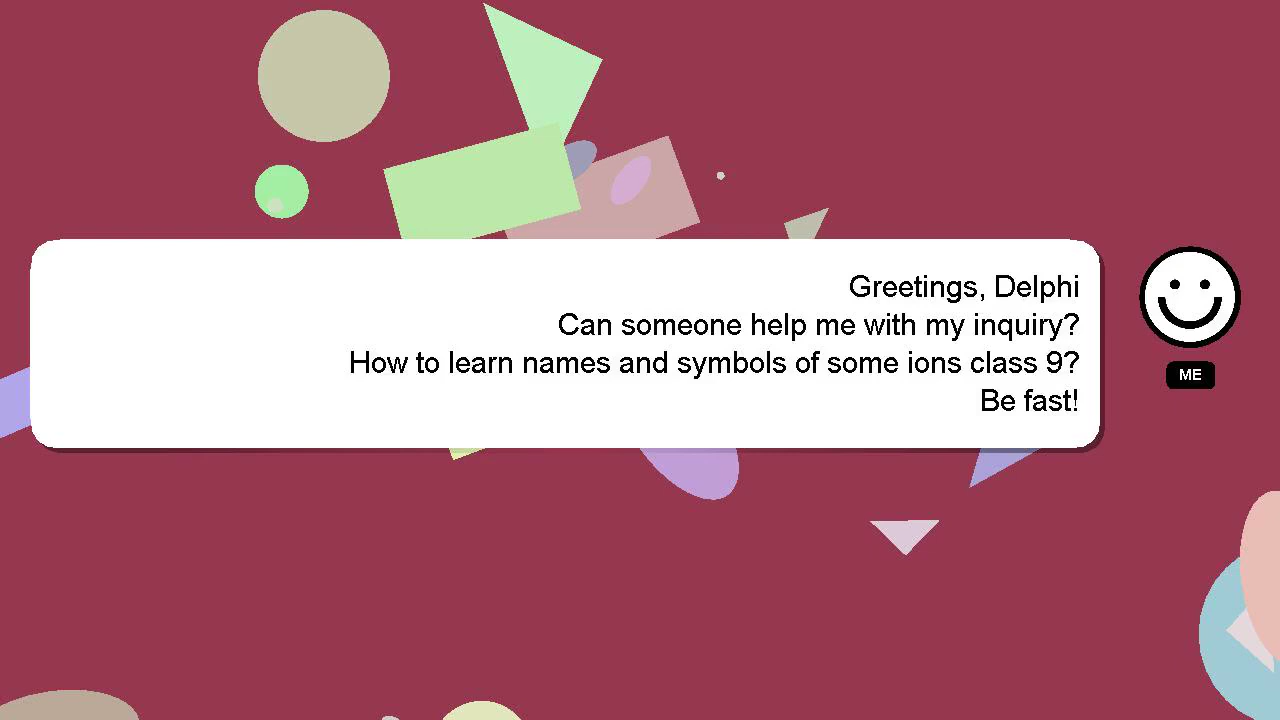 Greetings, Delphi
Can someone help me with my inquiry?
How to learn names and symbols of some ions class 9?
Be fast!
ME